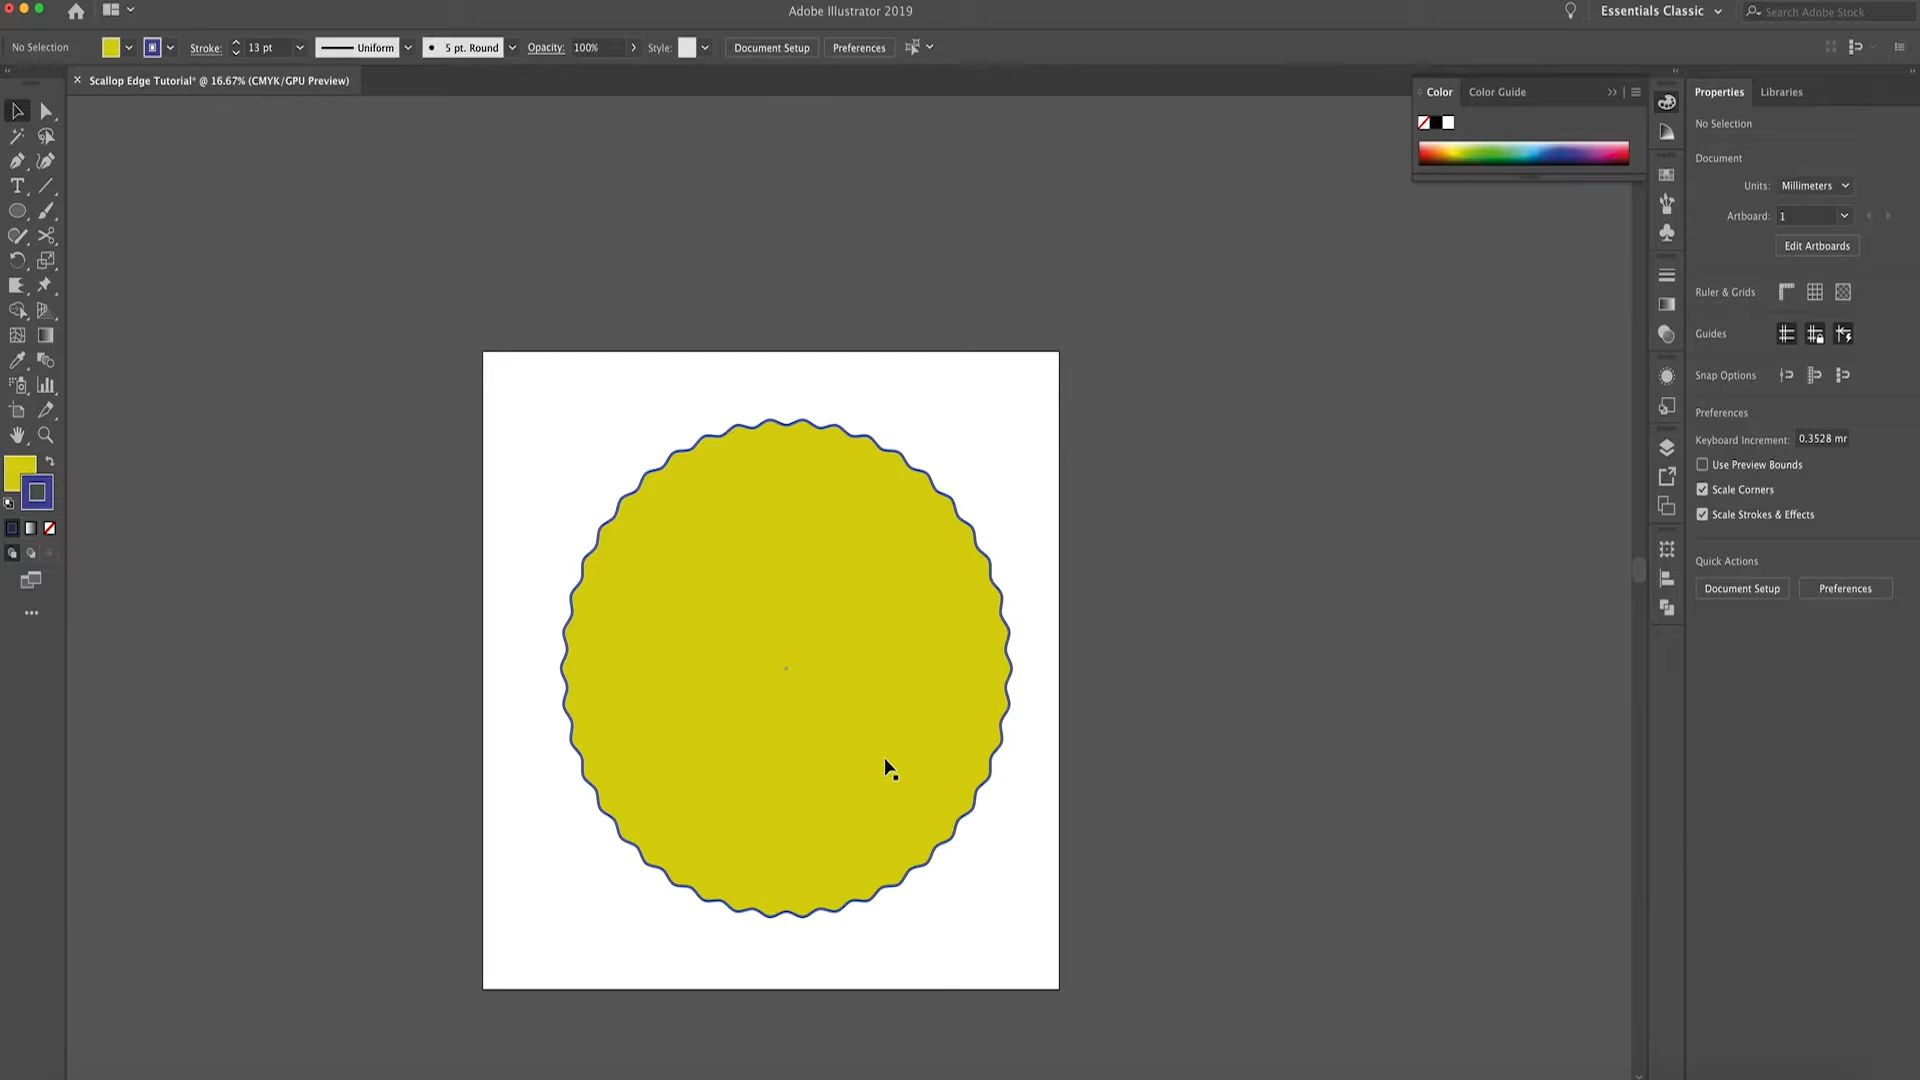 Adobe Illustrator 2019
Essentials Classic
Search Adobe Stock
No Selection
Stroke:
13 pt
Uniform
5 pt. Round
Opacity:
100%
Style:
Document Setup
Preferences
Scallop Edge Tutorial* @ 16.67% (CMYK/GPU Preview)
Color
Color Guide
Properties
Libraries
No Selection
Document
Units:
Millimeters
Artboard:
1
Edit Artboards
Ruler & Grids
Guides
Snap Options
Preferences
Keyboard Increment:
0.3528 mr
Use Preview Bounds
Scale Corners
Scale Strokes & Effects
Quick Actions
Document Setup
Preferences